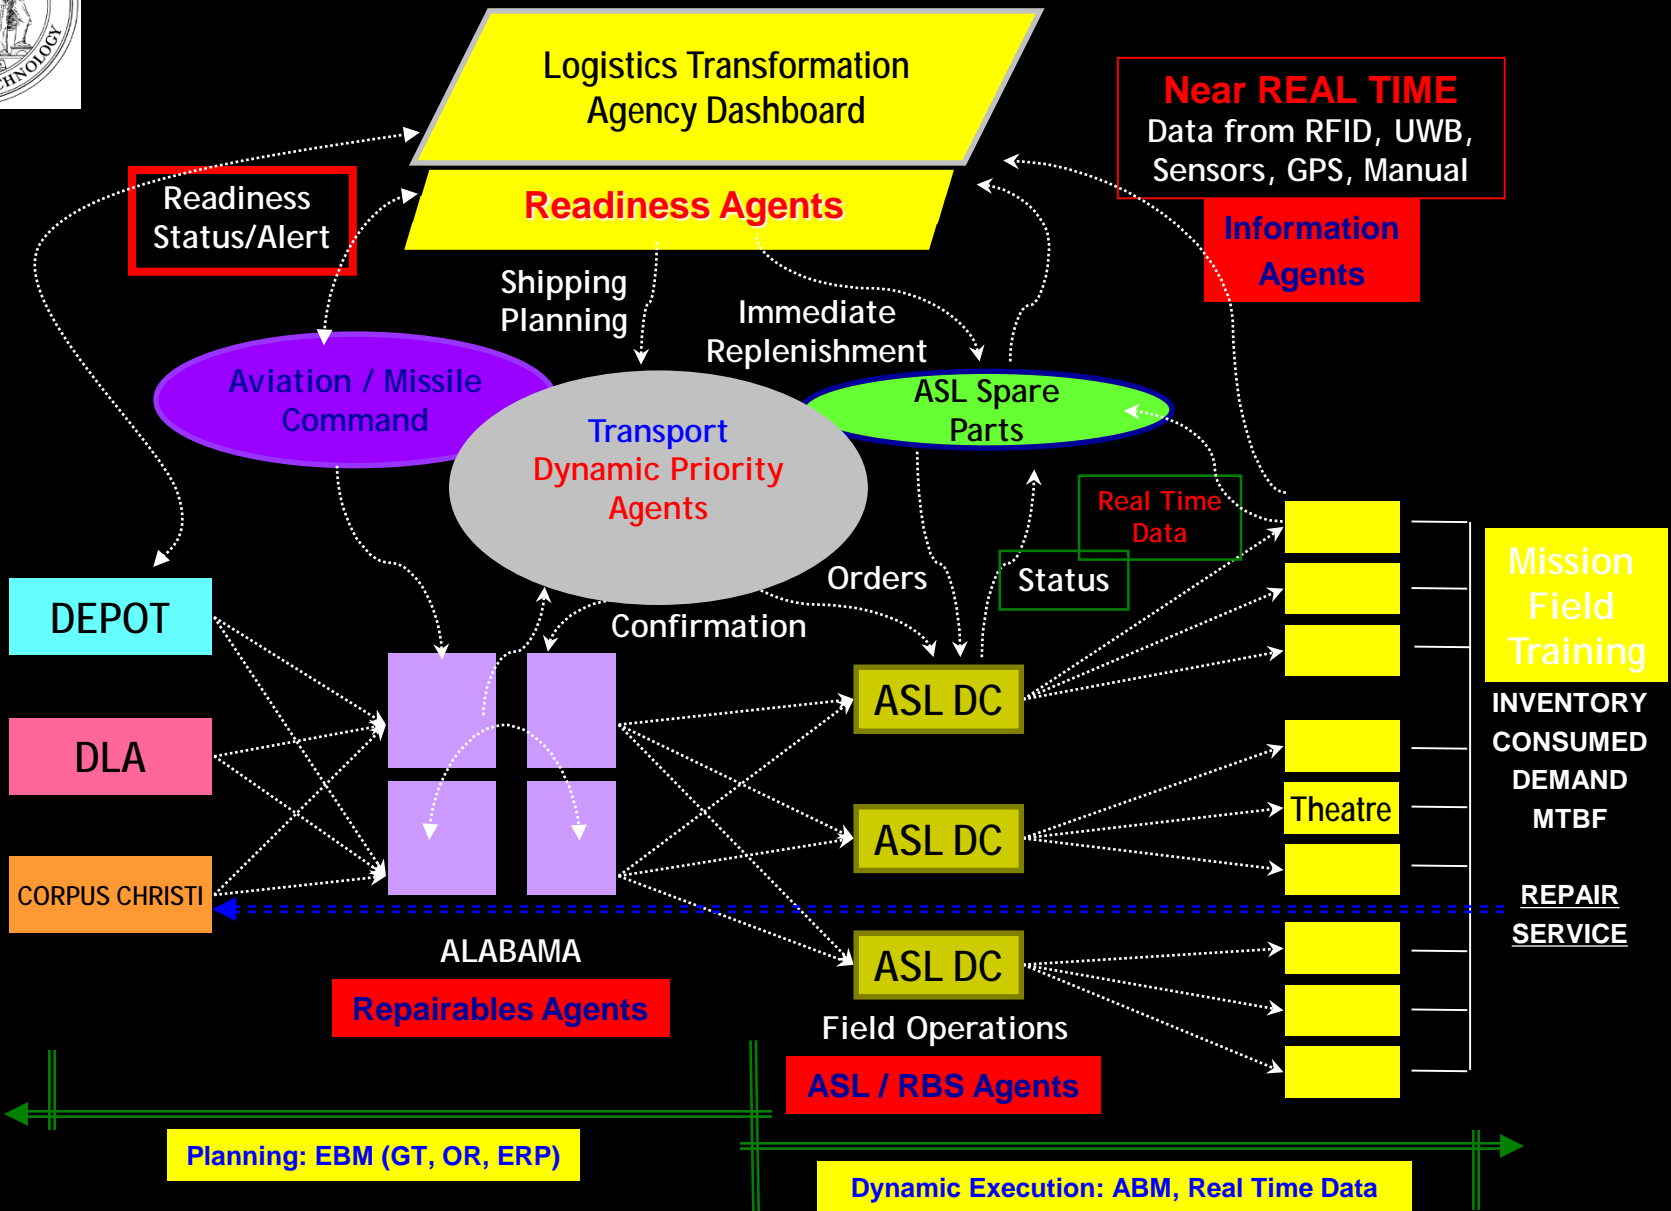 CHNOLOGY
Logistics Transformation
Agency Dashboard
Near REAL TIME
Data from RFID, UWB,
Sensors, GPS, Manual
Readiness
Status/Alert
Readiness Agents
Information
Agents
Shipping
Planning
Immediate
Replenishment
Aviation / Missile
Command
ASL Spare
Parts
Transport
Dynamic Priority
Agents
Real Time
Data
Orders
Status
Confirmation
Mission
Field
Training
DEPOT
DLA
CORPUS CHRISTI
ASL DC
ASL DC
ASL DC
Theatre
INVENTORY
CONSUMED
DEMAND
MTBF
REPAIR
SERVICE
ALABAMA
Repairables Agents
Field Operations
ASL / RBS Agents
Planning: EBM (GT, OR, ERP)
Dynamic Execution: ABM, Real Time Data